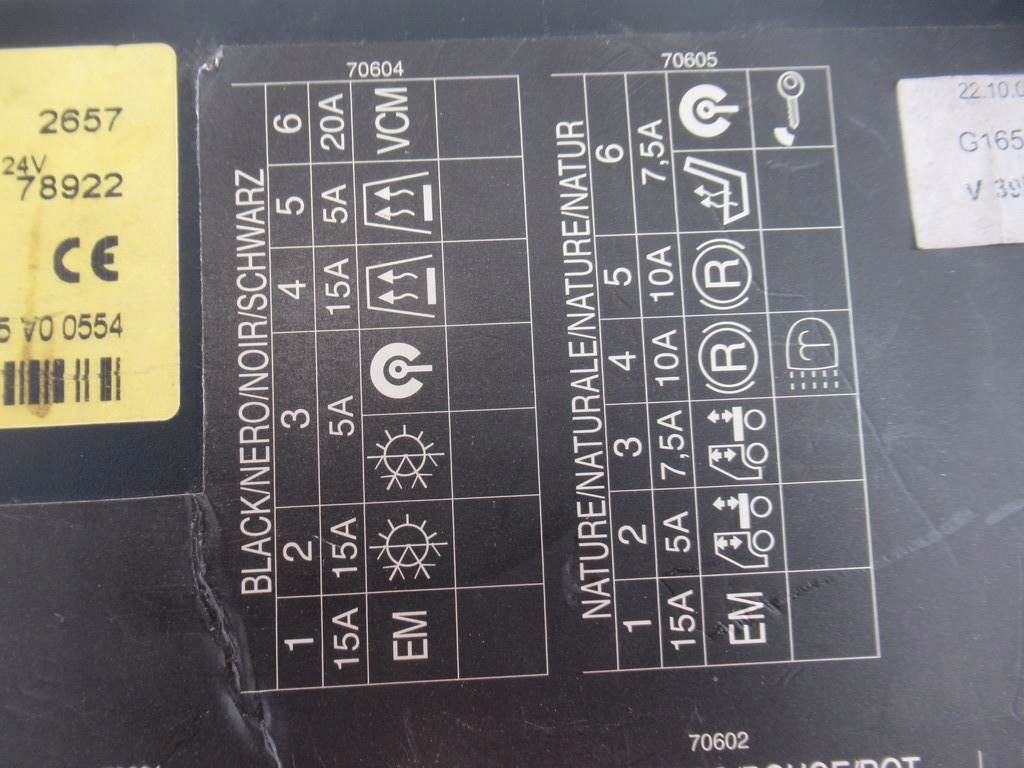 2657
24V
78922
CE
5 V0 0554
70604
BLACK/NERO/NOIR/SCHWARZ
1 2 3 4 5 6
15A 15A 5A 15A 5A 20A
EM VCM
70605
NATURE/NATURALE/NATURE/NATUR
1 2 3 4 5 6
15A 5A 7,5A 10A 10A 7,5A
EM (R) (R)
22.10.0
G165
V 39
70602